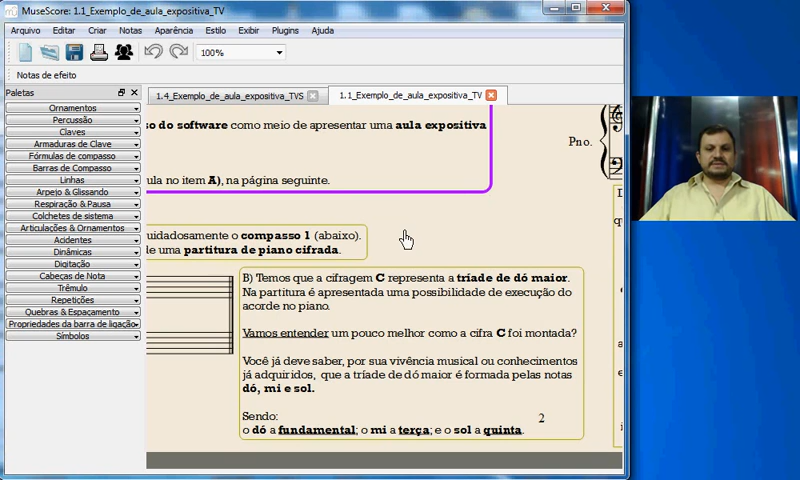 MuseScore: 1.1_Exemplo_de_aula_expositiva_TV
Arquivo Editar Criar Notas Aparência Estilo Exibir Plugins Ajuda
100%
Notas de efeito
Paletas
1.4_Exemplo_de_aula_expositiva_TVS
1.1_Exemplo_de_aula_expositiva_TV
Ornamentos
Percussão
Claves
Armaduras de Clave
Fórmulas de compasso
Barras de Compasso
Linhas
Arpejo & Glissando
Respiração & Pausa
Colchetes de sistema
Articulações & Ornamentos
Acidentes
Dinâmicas
Digitação
Cabeças de Nota
Trêmulo
Repetições
Quebras & Espaçamento
Propriedades da barra de ligação
Símbolos
so do software como meio de apresentar uma aula expositiva
ula no item A), na página seguinte.
Pno.
uidadosamente o compasso 1 (abaixo).
de uma partitura de piano cifrada.
B) Temos que a cifragem C representa a tríade de dó maior.
Na partitura é apresentada uma possibilidade de execução do
acorde no piano.
Vamos entender um pouco melhor como a cifra C foi montada?
Você já deve saber, por sua vivência musical ou conhecimentos
já adquiridos, que a tríade de dó maior é formada pelas notas
dó, mi e sol.
Sendo:
o dó a fundamental; o mi a terça; e o sol a quinta.
2